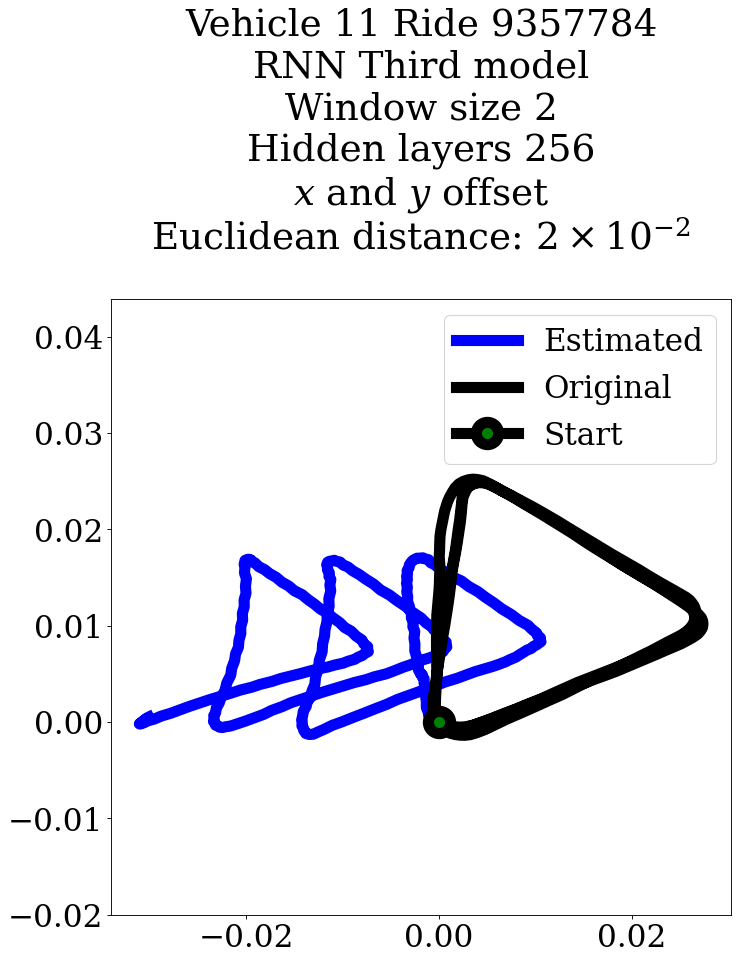 Vehicle 11 Ride 9357784
RNN Third model
Window size 2
Hidden layers 256
x and y offset
Euclidean distance: 2 × 10⁻²
Estimated
Original
Start
0.04
0.03
0.02
0.01
0.00
−0.01
−0.02
−0.02 0.00 0.02